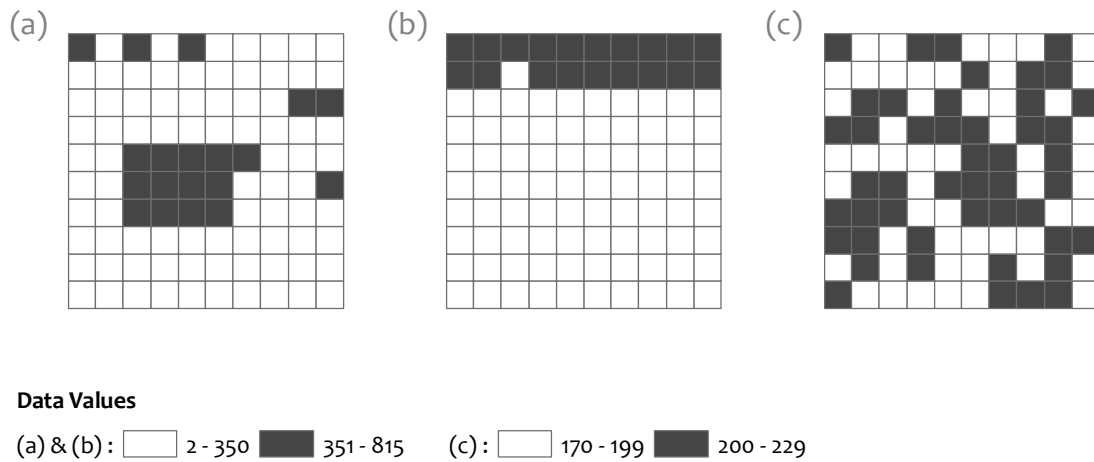 (a) (b) (c)
Data Values
(a) & (b) : 2 - 350 351 - 815 (c) : 170 - 199 200 - 229